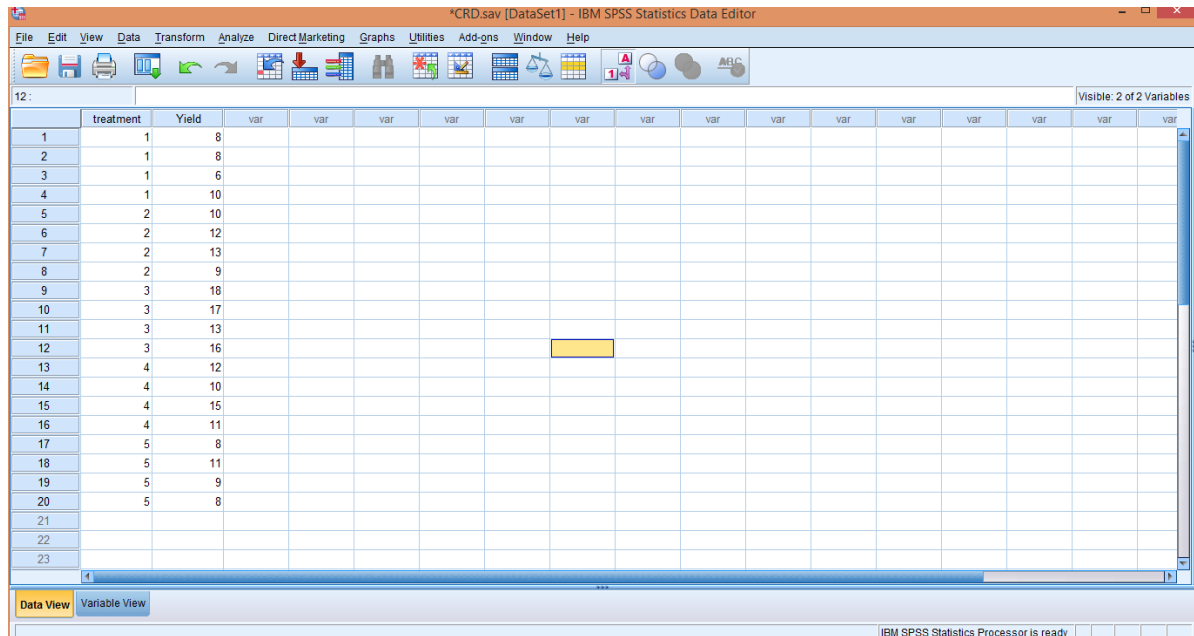 *CRD.sav [DataSet1] - IBM SPSS Statistics Data Editor
File Edit View Data Transform Analyze Direct Marketing Graphs Utilities Add-ons Window Help
A 1 4 ABC
12 : Visible: 2 of 2 Variables
treatment Yield var var var var var var var var var var var var var var var
1 1 8
2 1 8
3 1 6
4 1 10
5 2 10
6 2 12
7 2 13
8 2 9
9 3 18
10 3 17
11 3 13
12 3 16
13 4 12
14 4 10
15 4 15
16 4 11
17 5 8
18 5 11
19 5 9
20 5 8
21
22
23
Data View Variable View
IBM SPSS Statistics Processor is ready